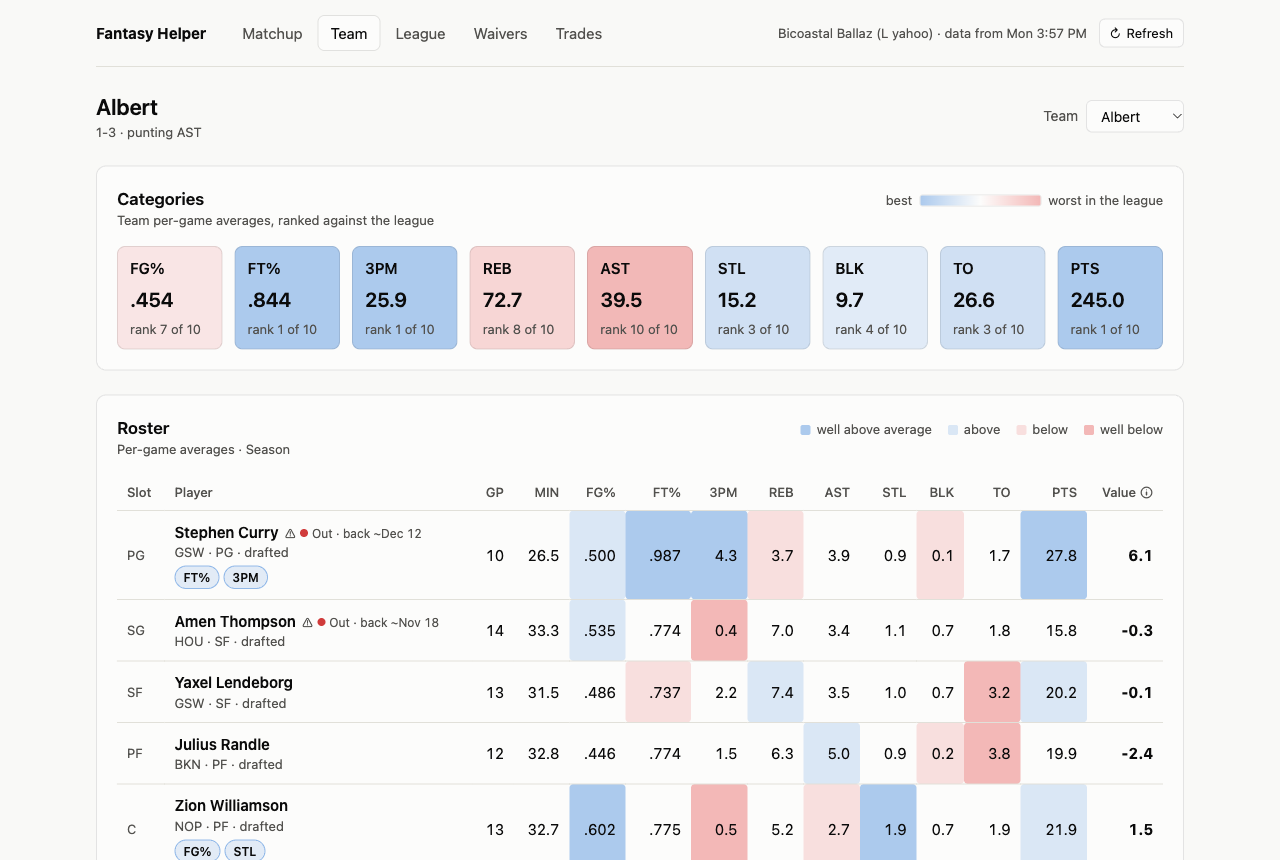 Fantasy Helper Matchup Team League Waivers Trades Bicoastal Ballaz (L yahoo) · data from Mon 3:57 PM Refresh
Albert
1-3 · punting AST
Team Albert
Categories
Team per-game averages, ranked against the league
best worst in the league
FG% FT% 3PM REB AST STL BLK TO PTS
.454 .844 25.9 72.7 39.5 15.2 9.7 26.6 245.0
rank 7 of 10 rank 1 of 10 rank 1 of 10 rank 8 of 10 rank 10 of 10 rank 3 of 10 rank 4 of 10 rank 3 of 10 rank 1 of 10
Roster
Per-game averages · Season
well above average above below well below
Slot Player GP MIN FG% FT% 3PM REB AST STL BLK TO PTS Value
Stephen Curry Out · back ~Dec 12
GSW · PG · drafted
PG 10 26.5 .500 .987 4.3 3.7 3.9 0.9 0.1 1.7 27.8 6.1
FT% 3PM
Amen Thompson Out · back ~Nov 18
SG 14 33.3 .535 .774 0.4 7.0 3.4 1.1 0.7 1.8 15.8 -0.3
HOU · SF · drafted
Yaxel Lendeborg
SF 13 31.5 .486 .737 2.2 7.4 3.5 1.0 0.7 3.2 20.2 -0.1
GSW · SF · drafted
Julius Randle
PF 12 32.8 .446 .774 1.5 6.3 5.0 0.9 0.2 3.8 19.9 -2.4
BKN · PF · drafted
Zion Williamson
NOP · PF · drafted
C 13 32.7 .602 .775 0.5 5.2 2.7 1.9 0.7 1.9 21.9 1.5
FG% STL